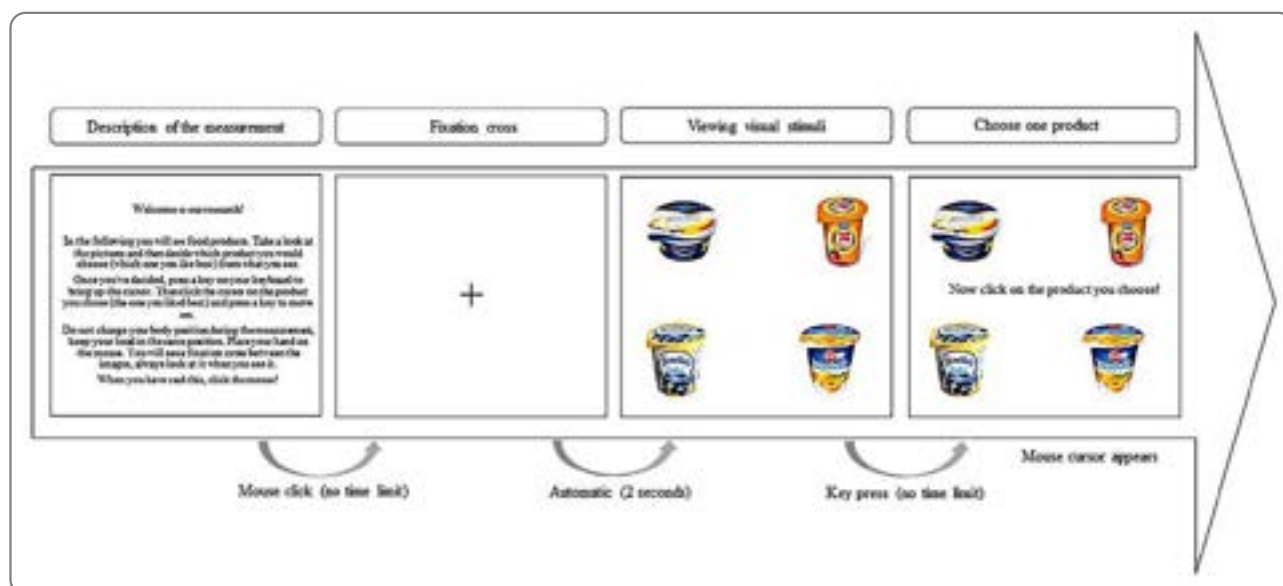 Description of the measurement
Fixation cross
Viewing visual stimuli
Choose one product
Welcome to our research!
In the following you will see food products. Take a look at
the pictures and then decide which product you would
choose (which one you like best) from what you see.
Once you've decided, press a key on your keyboard to
bring up the cursor. Then click the cursor on the product
you chose (the one you liked best) and press a key to move
on.
Do not change your body position during the measurement,
keep your head in the same position. Place your hand on
the mouse. You will see a fixation cross between the
images, always look at it when you see it.
When you have read this, click the mouse!
+
Now click on the product you choose!
Mouse cursor appears
Mouse click (no time limit)
Automatic (2 seconds)
Key press (no time limit)